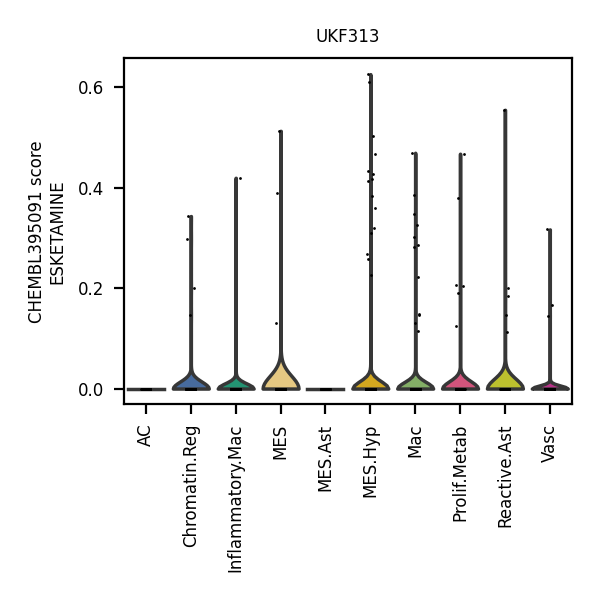 UKF313
CHEMBL395091 score
ESKETAMINE
0.6
0.4
0.2
0.0
AC
Chromatin.Reg
Inflammatory.Mac
MES
MES.Ast
MES.Hyp
Mac
Prolif.Metab
Reactive.Ast
Vasc